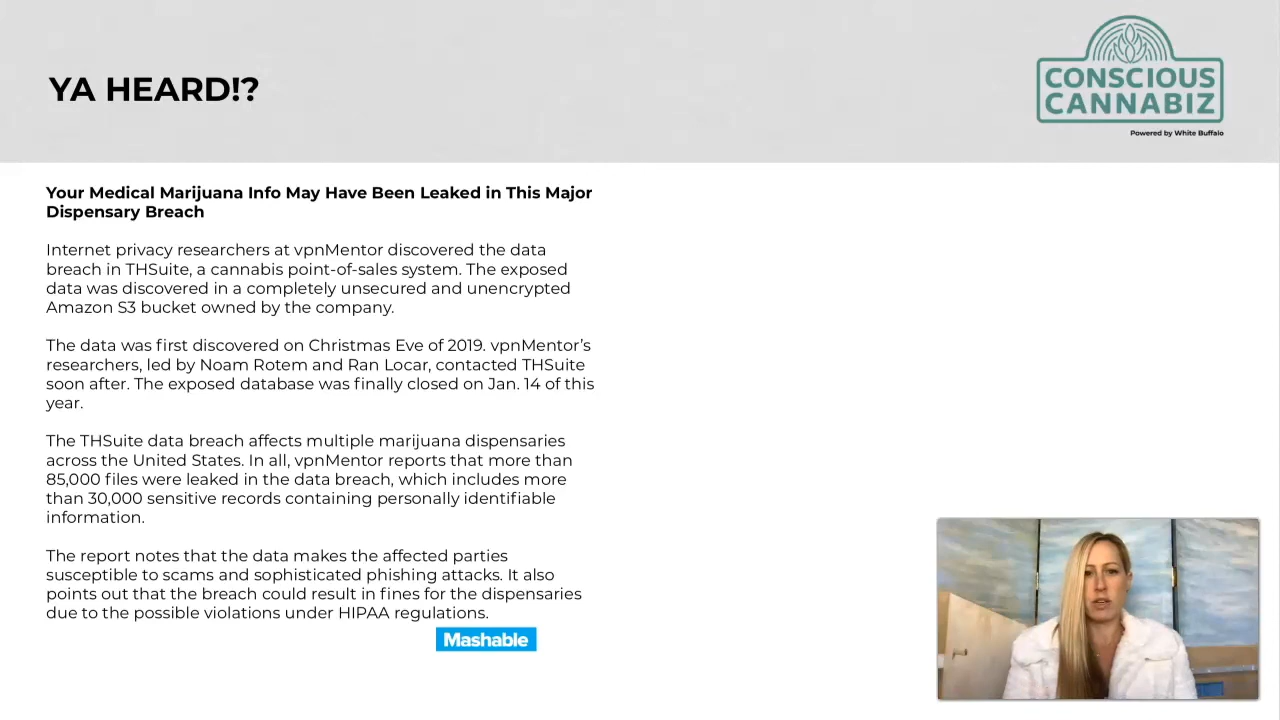 YA HEARD!?
CONSCIOUS
CANNABIZ
Powered by White Buffalo
Your Medical Marijuana Info May Have Been Leaked in This Major
Dispensary Breach
Internet privacy researchers at vpnMentor discovered the data
breach in THSuite, a cannabis point-of-sales system. The exposed
data was discovered in a completely unsecured and unencrypted
Amazon S3 bucket owned by the company.
The data was first discovered on Christmas Eve of 2019. vpnMentor’s
researchers, led by Noam Rotem and Ran Locar, contacted THSuite
soon after. The exposed database was finally closed on Jan. 14 of this
year.
The THSuite data breach affects multiple marijuana dispensaries
across the United States. In all, vpnMentor reports that more than
85,000 files were leaked in the data breach, which includes more
than 30,000 sensitive records containing personally identifiable
information.
The report notes that the data makes the affected parties
susceptible to scams and sophisticated phishing attacks. It also
points out that the breach could result in fines for the dispensaries
due to the possible violations under HIPAA regulations.
Mashable